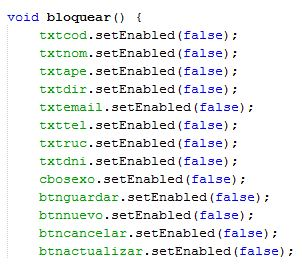 void bloquear() {
txtcod.setEnabled(false);
txtnom.setEnabled(false);
txtape.setEnabled(false);
txtdir.setEnabled(false);
txtemail.setEnabled(false);
txttel.setEnabled(false);
txtruc.setEnabled(false);
txtdni.setEnabled(false);
cbosexo.setEnabled(false);
btnguardar.setEnabled(false);
btnnuevo.setEnabled(false);
btncancelar.setEnabled(false);
btnactualizar.setEnabled(false);